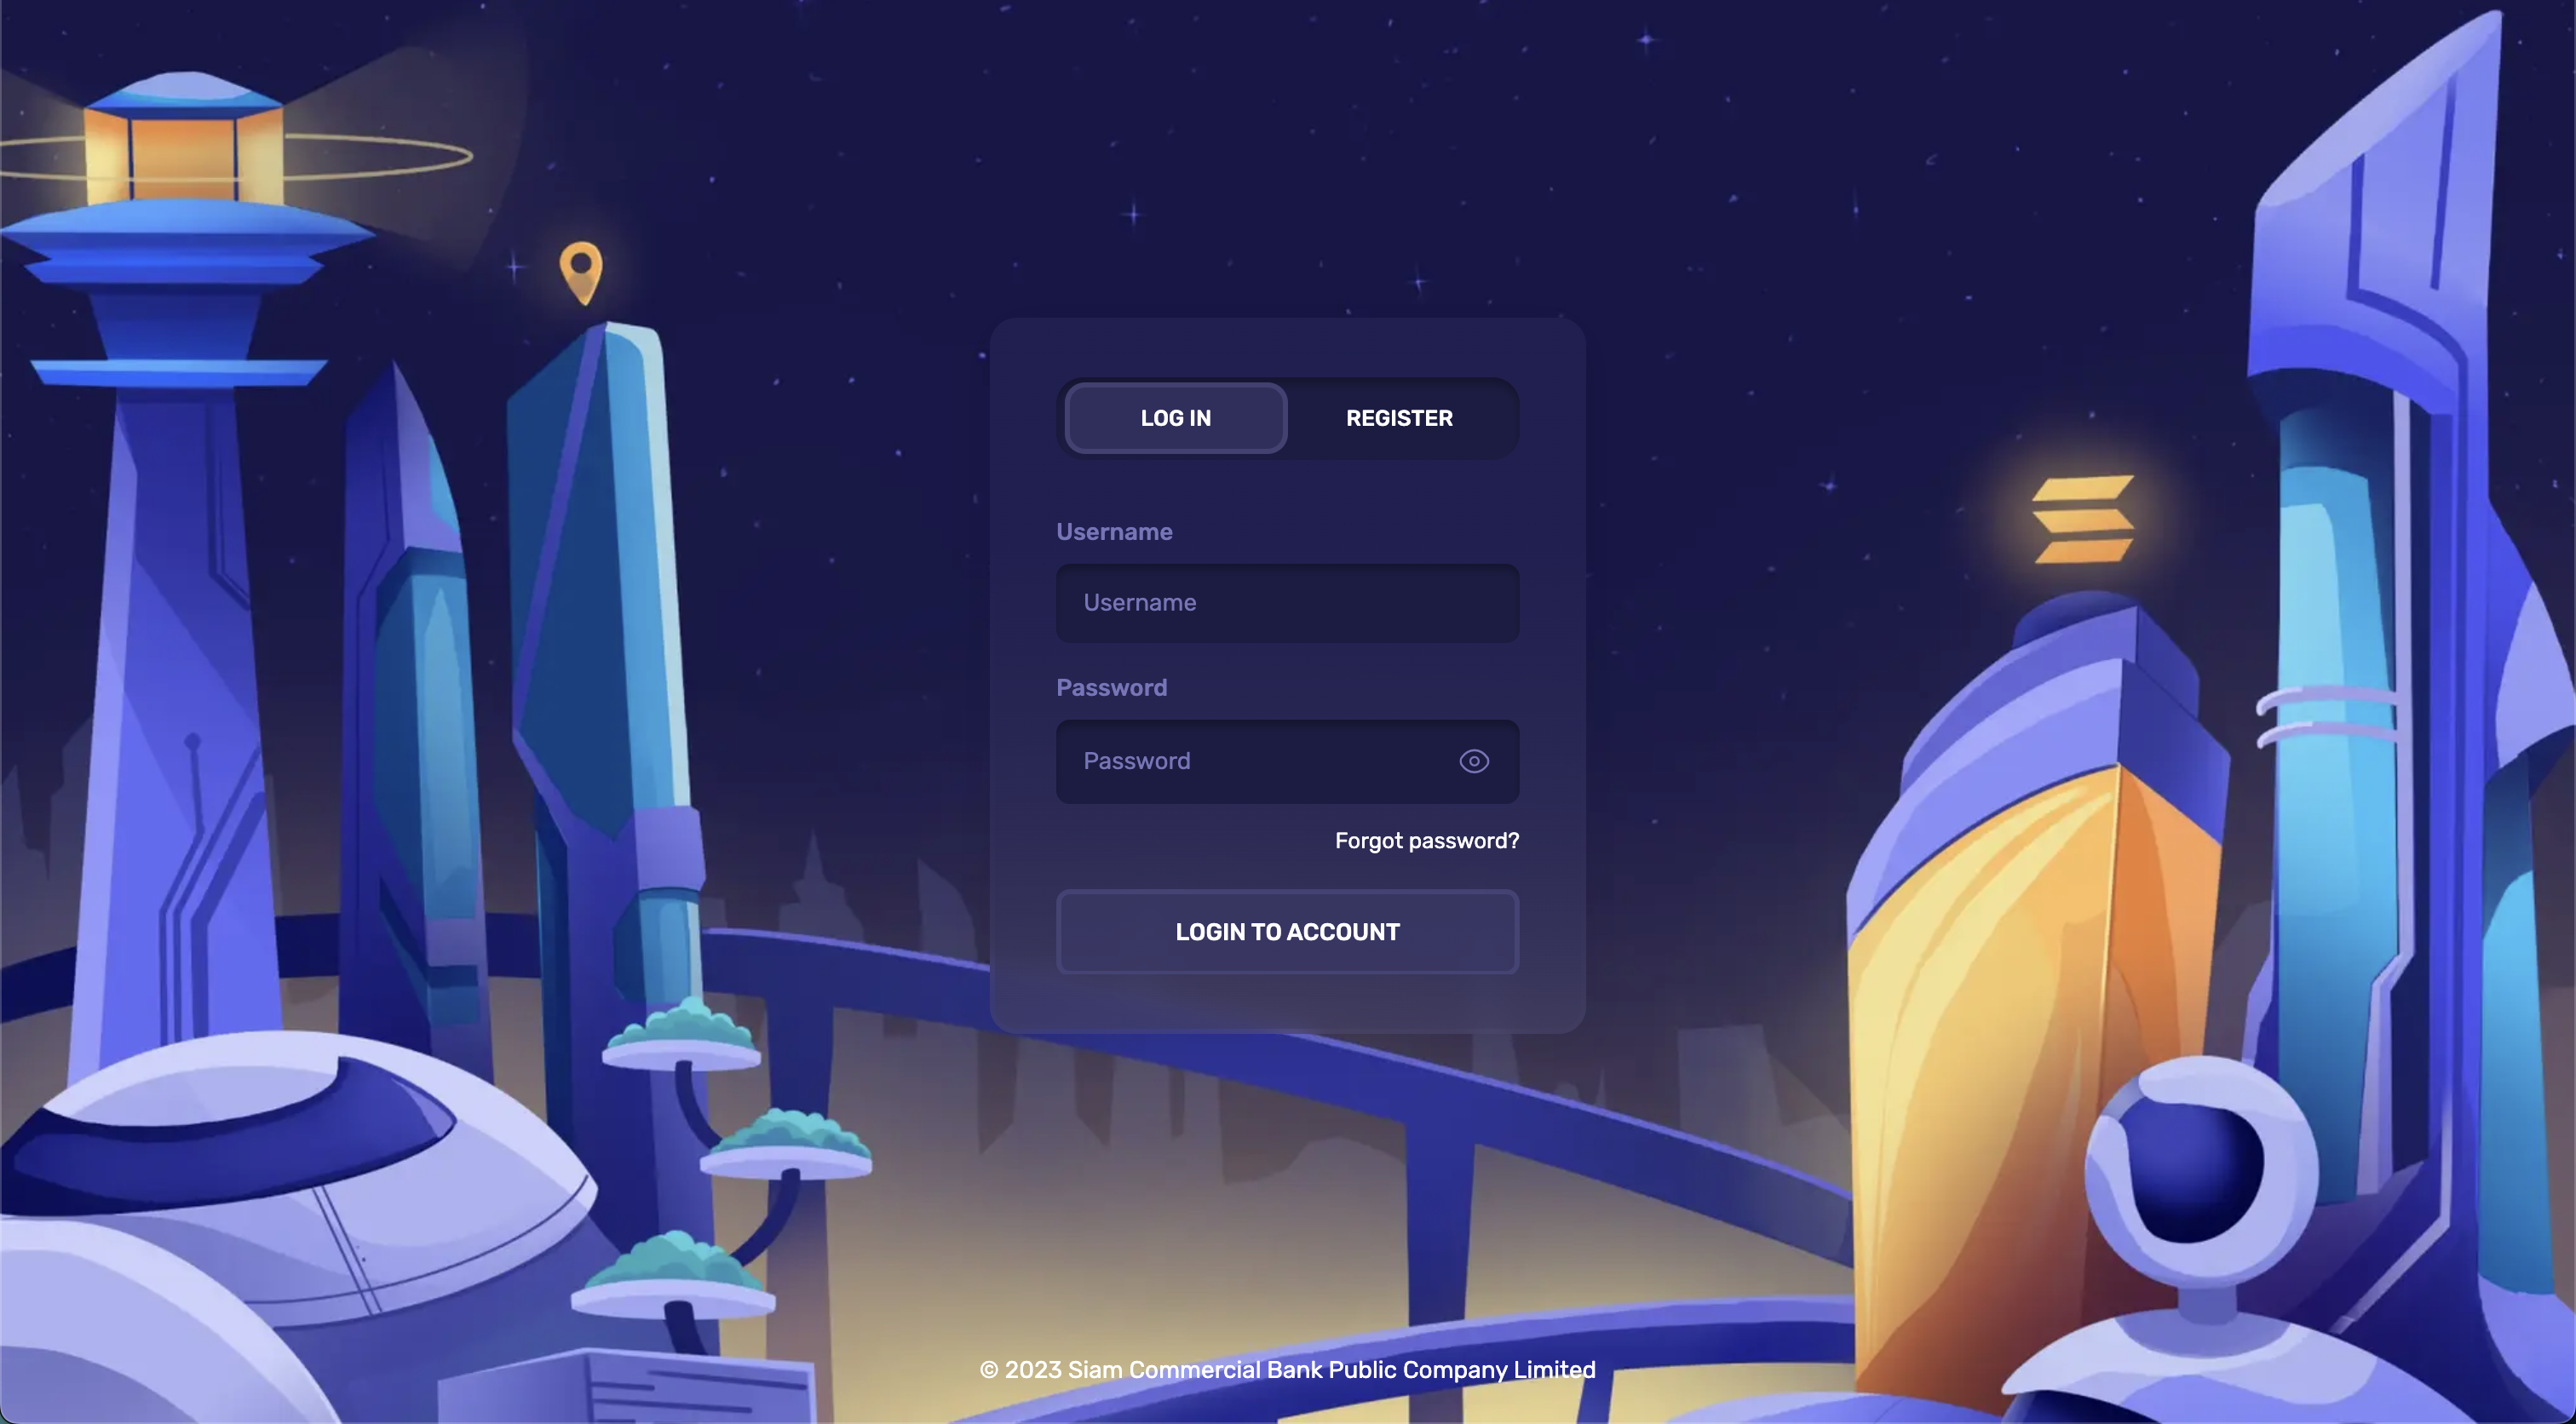 LOG IN
REGISTER
Username
Username
Password
Password
Forgot password?
LOGIN TO ACCOUNT
© 2023 Siam Commercial Bank Public Company Limited